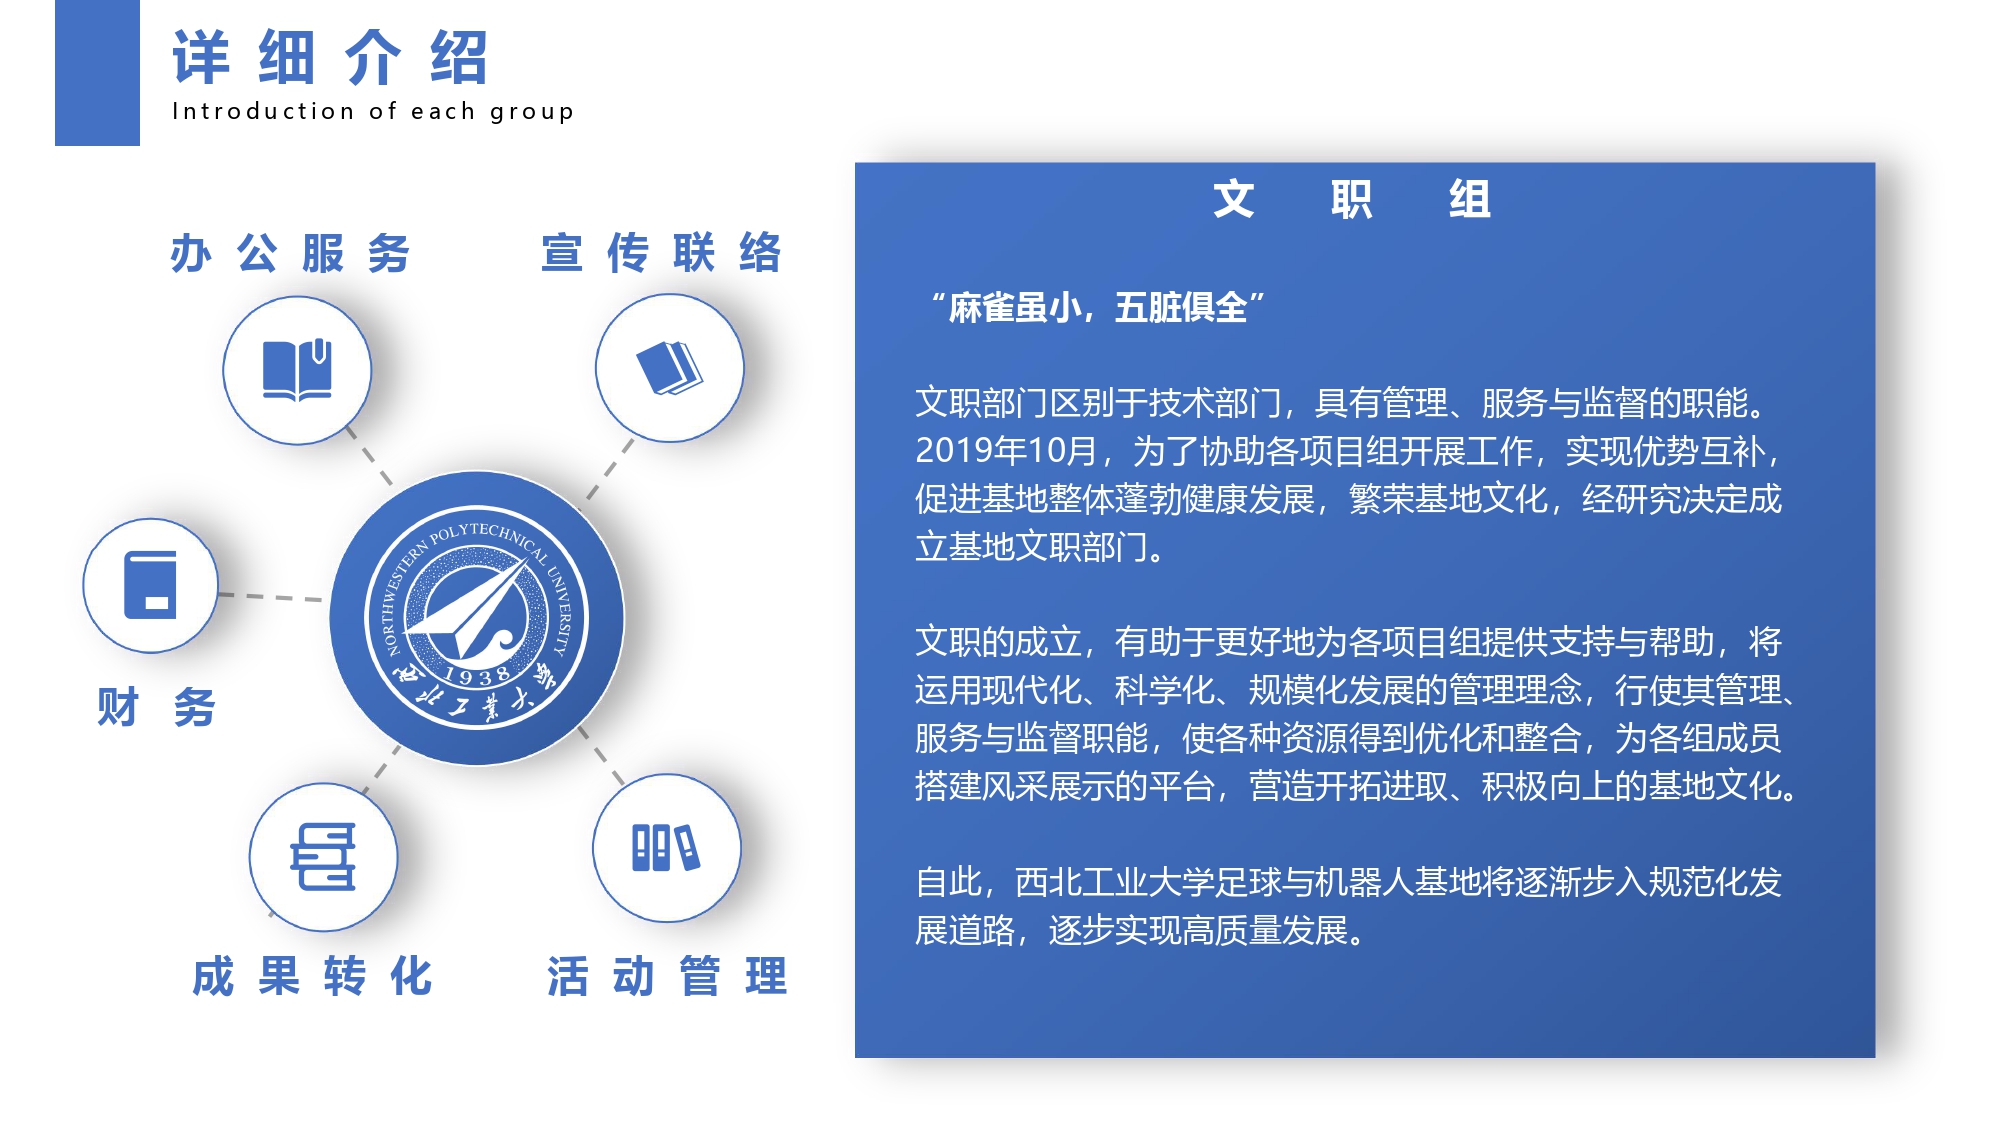 详细介绍
Introduction of each group
办公服务
宣传联络
财务
成果转化
活动管理
NORTHWESTERN POLYTECHNICAL UNIVERSITY
1938
西北工业大学
文职组
“麻雀虽小，五脏俱全”
文职部门区别于技术部门，具有管理、服务与监督的职能。
2019年10月，为了协助各项目组开展工作，实现优势互补，
促进基地整体蓬勃健康发展，繁荣基地文化，经研究决定成
立基地文职部门。
文职的成立，有助于更好地为各项目组提供支持与帮助，将
运用现代化、科学化、规模化发展的管理理念，行使其管理、
服务与监督职能，使各种资源得到优化和整合，为各组成员
搭建风采展示的平台，营造开拓进取、积极向上的基地文化。
自此，西北工业大学足球与机器人基地将逐渐步入规范化发
展道路，逐步实现高质量发展。